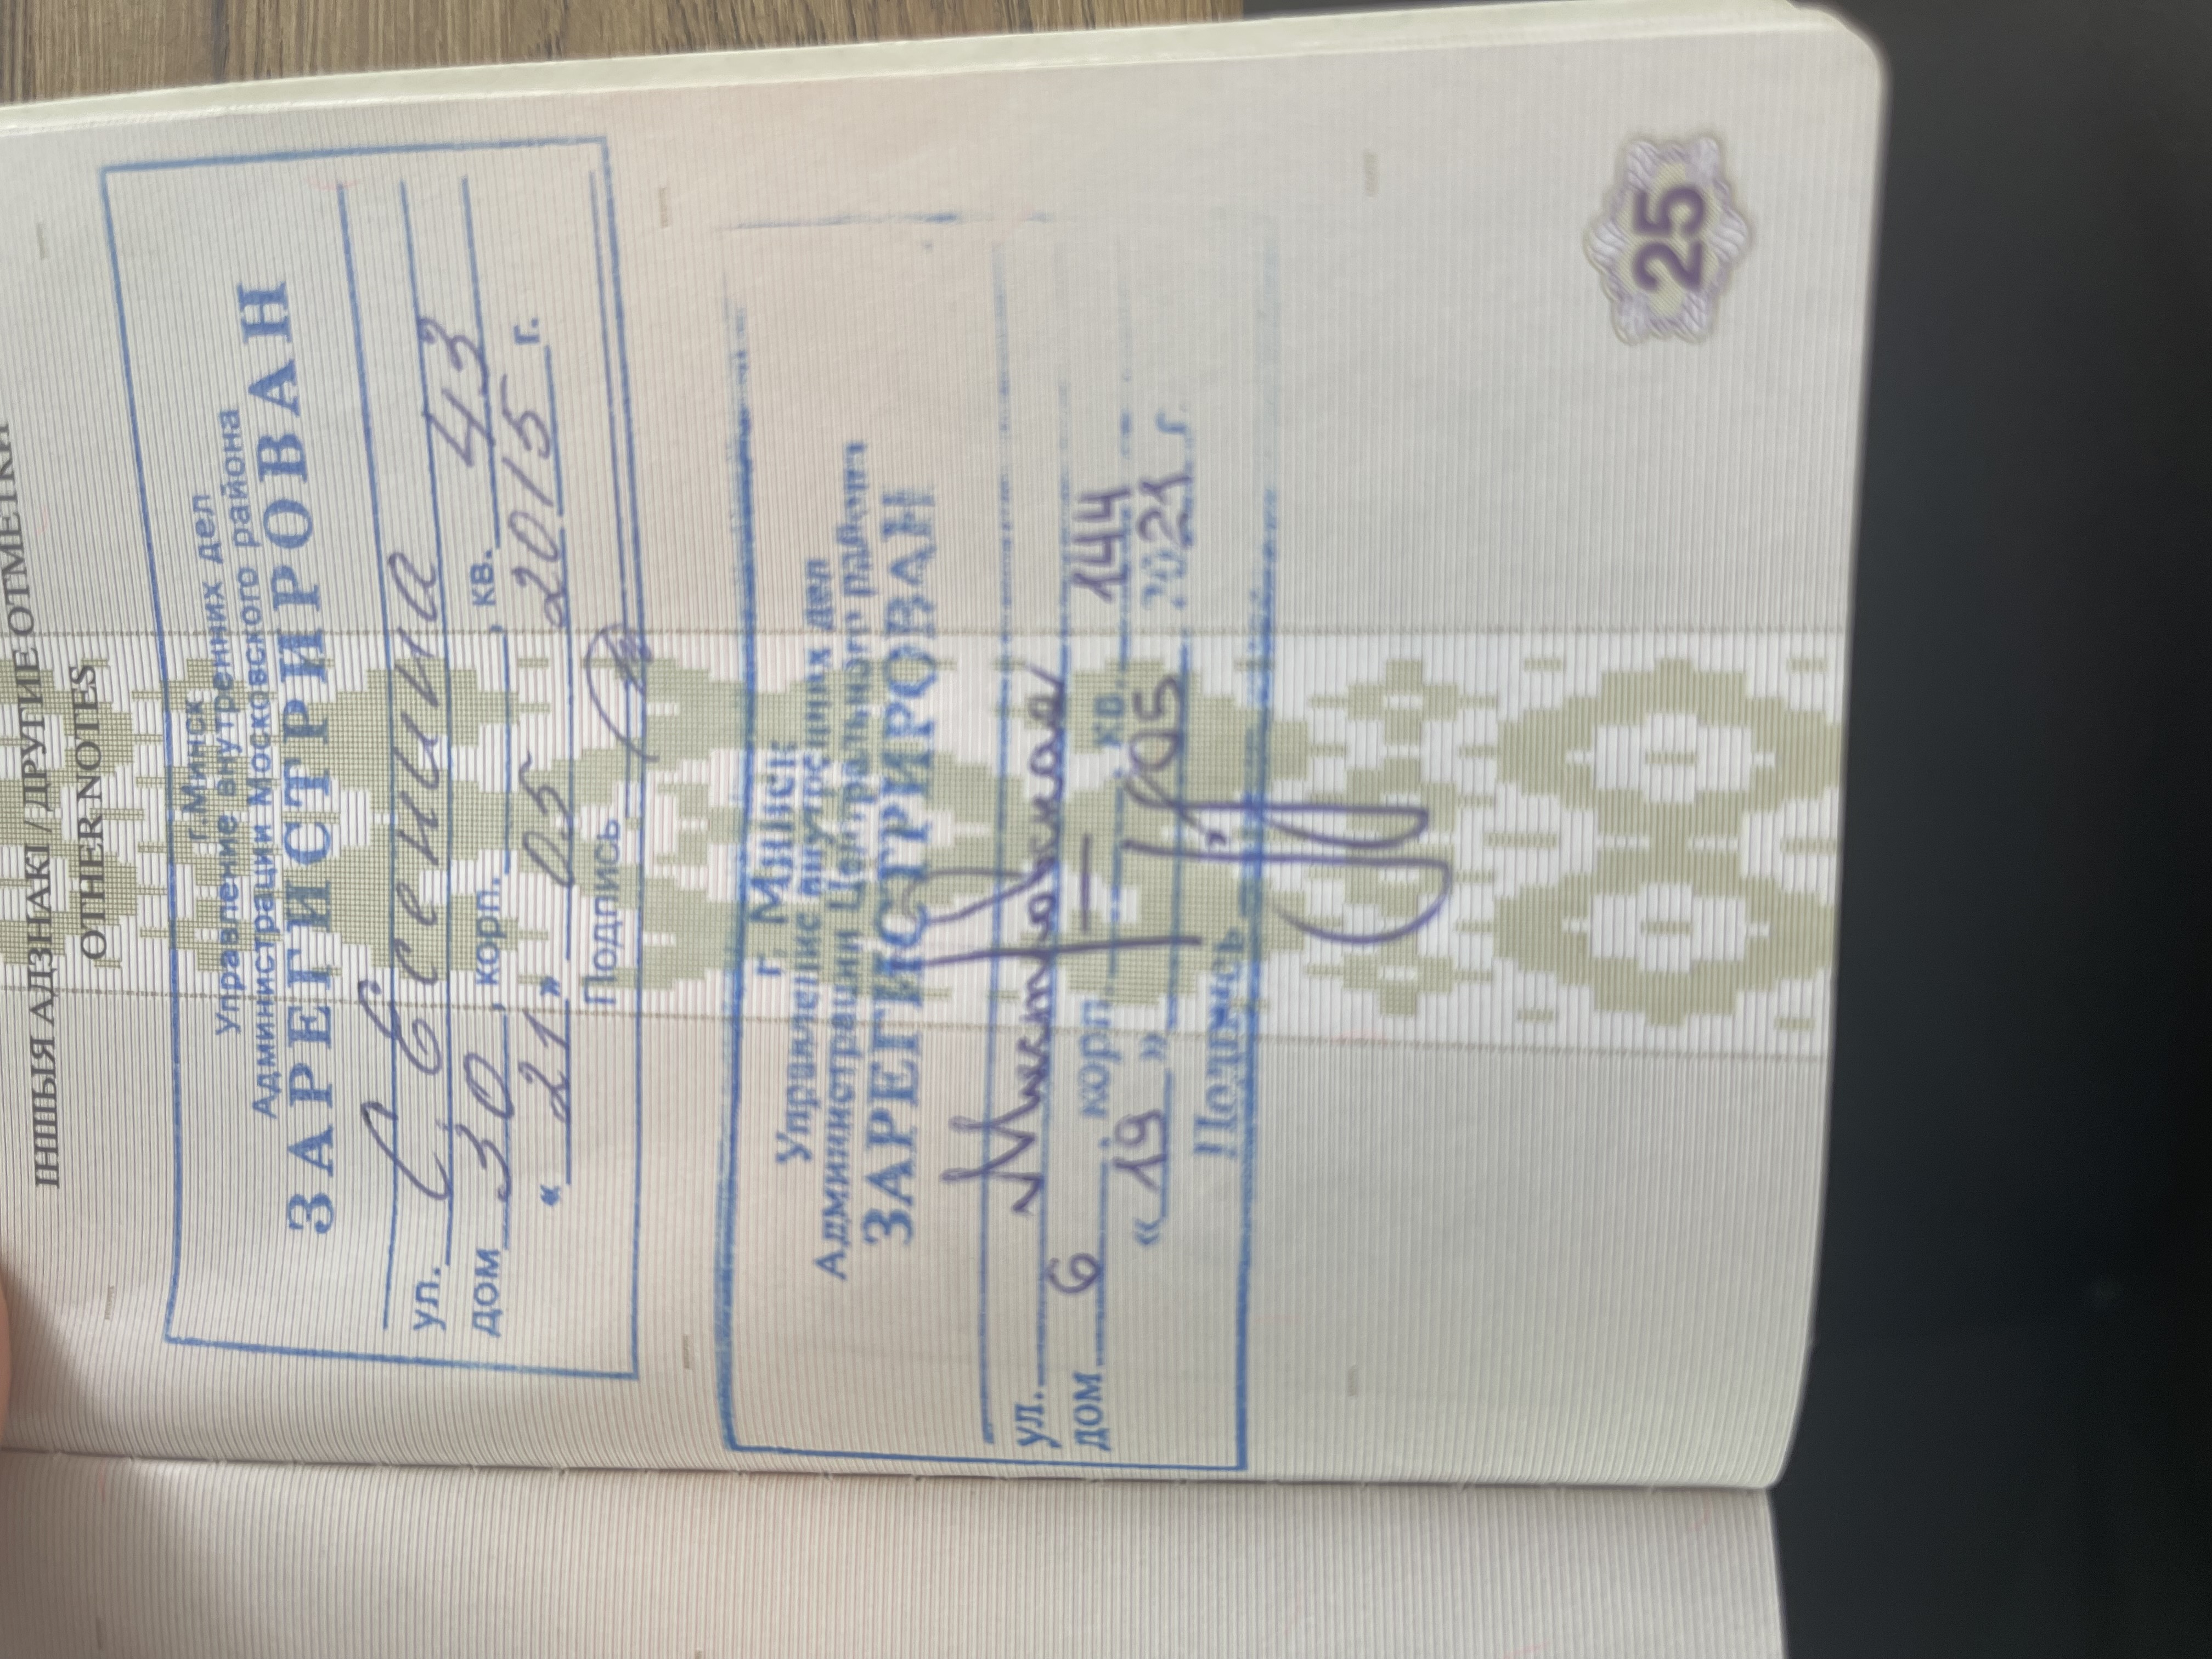 ІНШЫЯ АДЗНАКІ / ДРУГИЕ ОТМЕТКИ
OTHER NOTES
г.Минск
Управление внутренних дел
Администрации Московского района
ЗАРЕГИСТРИРОВАН
ул. С. Есенина
дом 30, корп. , кв. 43
« 21 » 05 2015 г.
Подпись
г. Минск
Управление внутренних дел
Администрации Центрального района
ЗАРЕГИСТРИРОВАН
ул.
дом 6, корп. — , кв. 144
« 19 » 05 2021 г.
Подпись
25